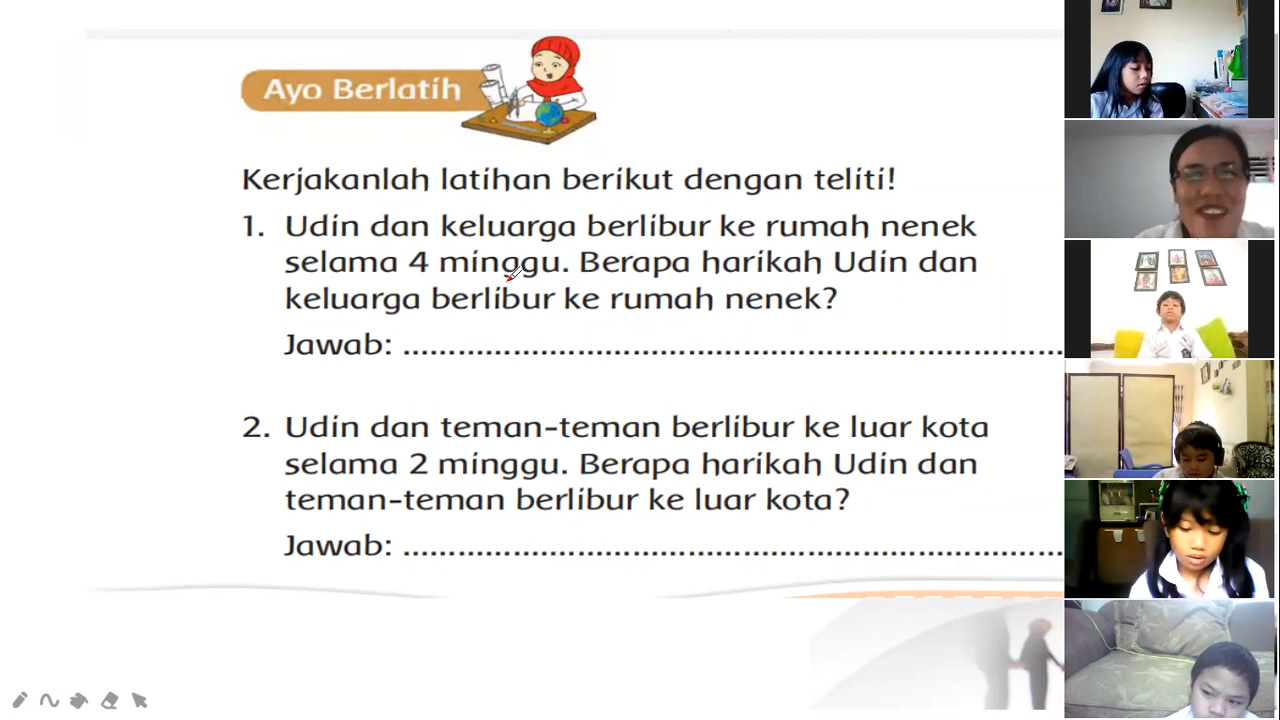 Ayo Berlatih
Kerjakanlah latihan berikut dengan teliti!
1. Udin dan keluarga berlibur ke rumah nenek
selama 4 minggu. Berapa harikah Udin dan
keluarga berlibur ke rumah nenek?
Jawab: ......................................................................
2. Udin dan teman-teman berlibur ke luar kota
selama 2 minggu. Berapa harikah Udin dan
teman-teman berlibur ke luar kota?
Jawab: ......................................................................